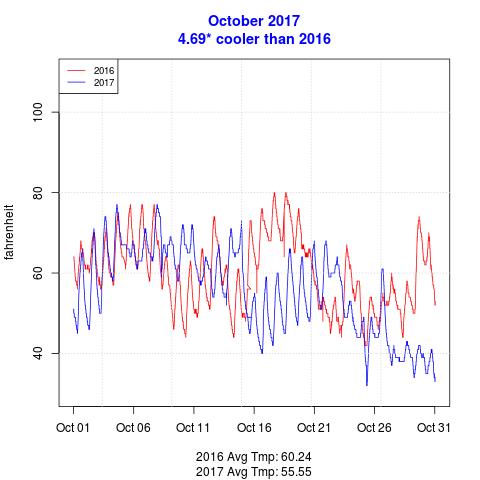 October 2017
4.69* cooler than 2016
2016
2017
fahrenheit
100
80
60
40
Oct 01 Oct 06 Oct 11 Oct 16 Oct 21 Oct 26 Oct 31
2016 Avg Tmp: 60.24
2017 Avg Tmp: 55.55